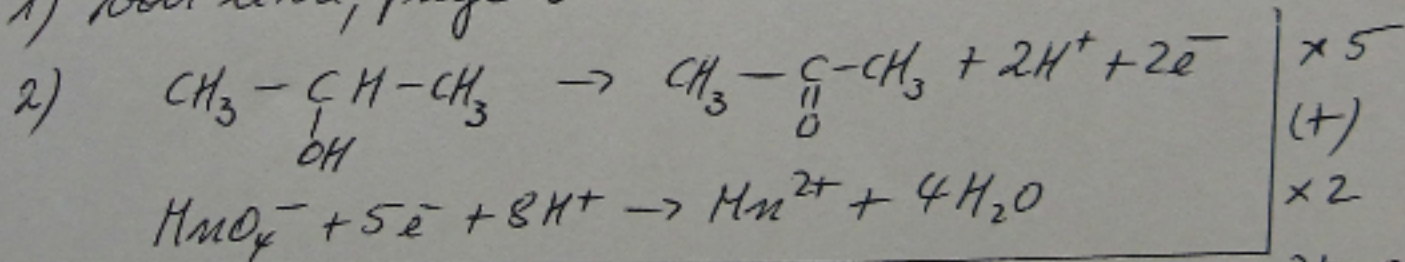 2) CH₃ – CH – CH₃ → CH₃ – C – CH₃ + 2H⁺ + 2e⁻ | × 5
OH
O
(+)
MnO₄⁻ + 5e⁻ + 8H⁺ → Mn²⁺ + 4H₂O | × 2